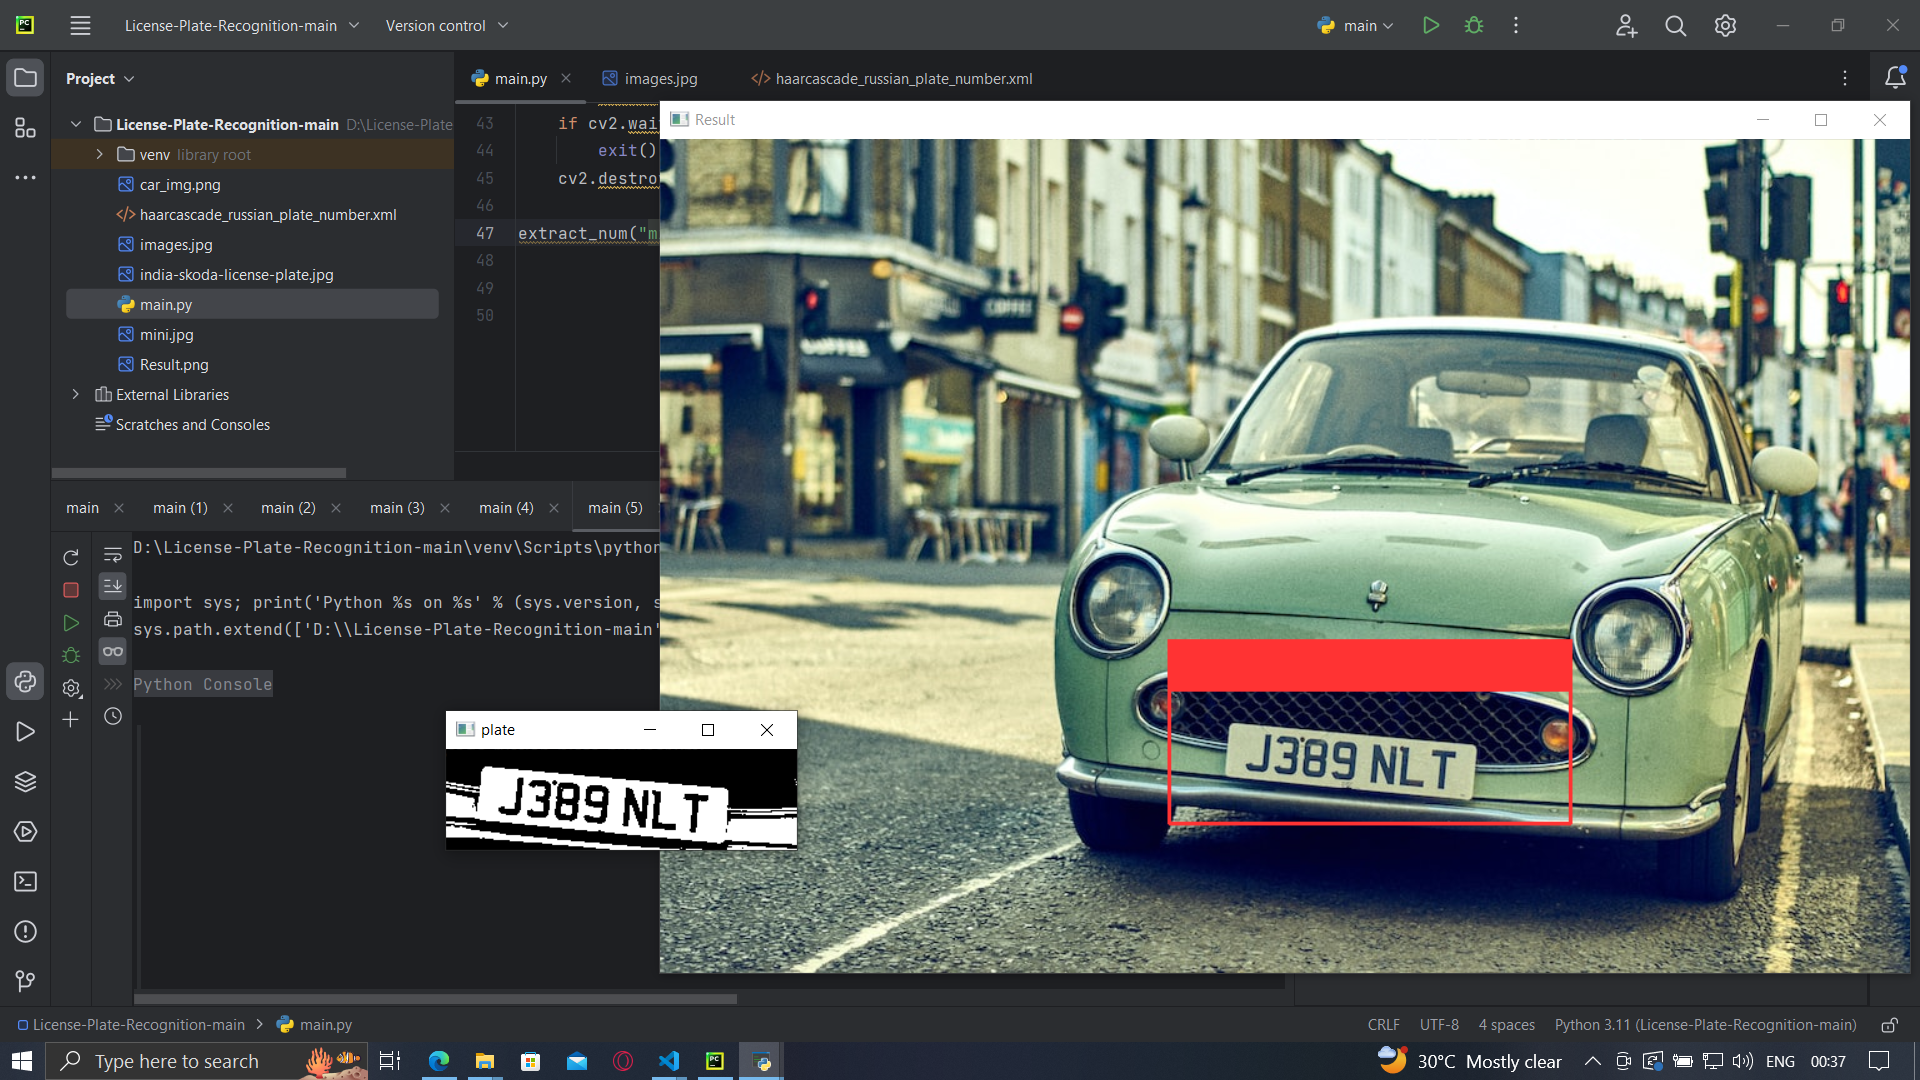 PC
License-Plate-Recognition-main
Version control
main
Project
main.py
images.jpg
haarcascade_russian_plate_number.xml
License-Plate-Recognition-main D:\License-Plate
venv library root
car_img.png
haarcascade_russian_plate_number.xml
images.jpg
india-skoda-license-plate.jpg
main.py
mini.jpg
Result.png
External Libraries
Scratches and Consoles
43 if cv2.wai
44 exit()
45 cv2.destro
46
47 extract_num("m
48
49
50
Result
COFFEE
COFFEE
J389 NLT
main
main (1)
main (2)
main (3)
main (4)
main (5)
D:\License-Plate-Recognition-main\venv\Scripts\python
import sys; print('Python %s on %s' % (sys.version, s
sys.path.extend(['D:\\License-Plate-Recognition-main'
Python Console
plate
J389 NLT
License-Plate-Recognition-main > main.py
CRLF UTF-8 4 spaces Python 3.11 (License-Plate-Recognition-main)
Type here to search
PC
30°C Mostly clear
ENG
00:37